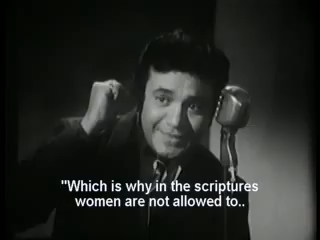 "Which is why in the scriptures
women are not allowed to..